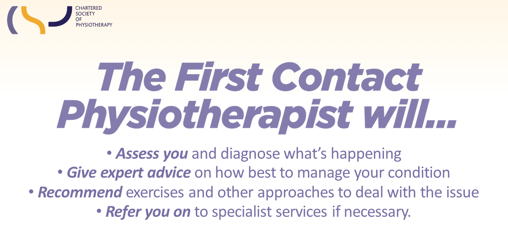 CHARTERED
SOCIETY
OF
PHYSIOTHERAPY
The First Contact
Physiotherapist will...
• Assess you and diagnose what's happening
• Give expert advice on how best to manage your condition
• Recommend exercises and other approaches to deal with the issue
• Refer you on to specialist services if necessary.